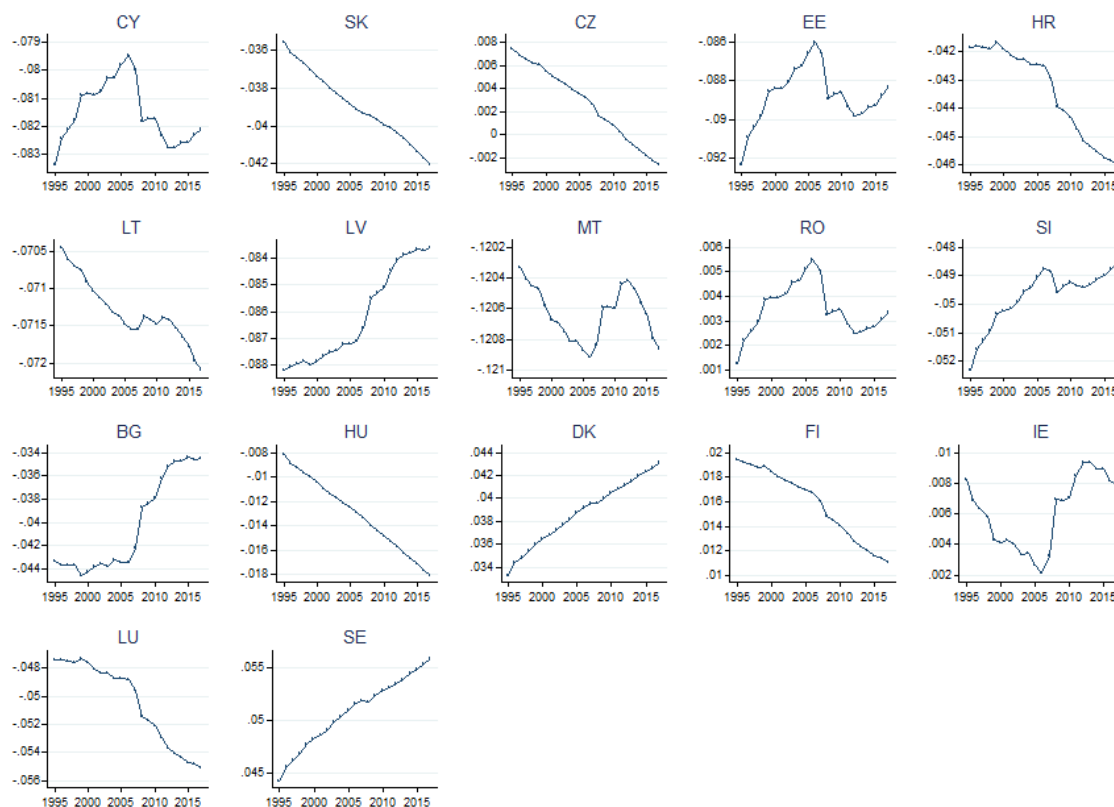 CY
-.079
-.08
-.081
-.082
-.083
1995 2000 2005 2010 2015
SK
-.036
-.038
-.04
-.042
1995 2000 2005 2010 2015
CZ
.008
.006
.004
.002
0
-.002
1995 2000 2005 2010 2015
EE
-.086
-.088
-.09
-.092
1995 2000 2005 2010 2015
HR
-.042
-.043
-.044
-.045
-.046
1995 2000 2005 2010 2015
LT
-.0705
-.071
-.0715
-.072
1995 2000 2005 2010 2015
LV
-.084
-.085
-.086
-.087
-.088
1995 2000 2005 2010 2015
MT
-.1202
-.1204
-.1206
-.1208
-.121
1995 2000 2005 2010 2015
RO
.006
.005
.004
.003
.002
.001
1995 2000 2005 2010 2015
SI
-.048
-.049
-.05
-.051
-.052
1995 2000 2005 2010 2015
BG
-.034
-.036
-.038
-.04
-.042
-.044
1995 2000 2005 2010 2015
HU
-.008
-.01
-.012
-.014
-.016
-.018
1995 2000 2005 2010 2015
DK
.044
.042
.04
.038
.036
.034
1995 2000 2005 2010 2015
FI
.02
.018
.016
.014
.012
.01
1995 2000 2005 2010 2015
IE
.01
.008
.006
.004
.002
1995 2000 2005 2010 2015
LU
-.048
-.05
-.052
-.054
-.056
1995 2000 2005 2010 2015
SE
.055
.05
.045
1995 2000 2005 2010 2015